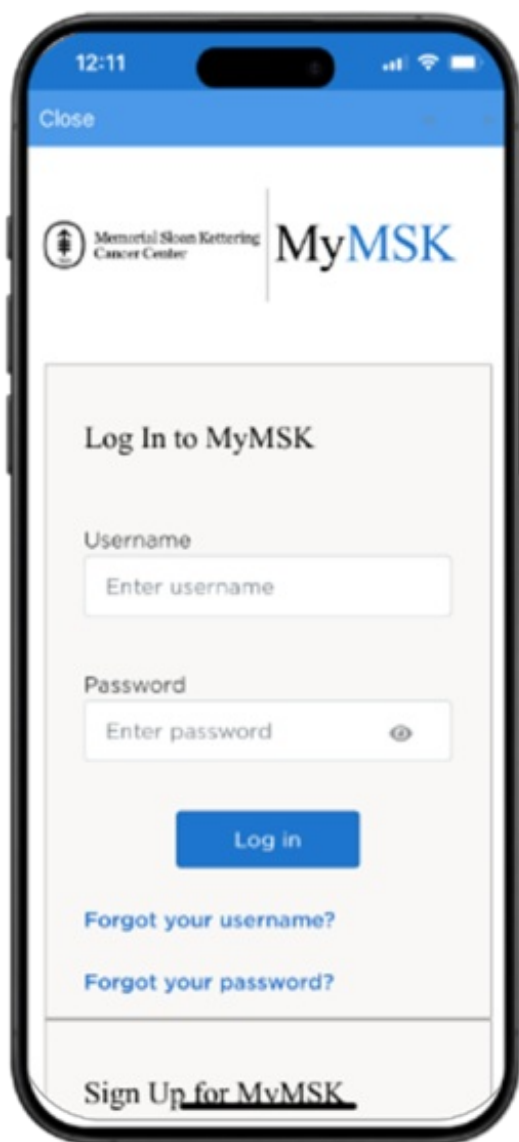 12:11
Close
Memorial Sloan Kettering
Cancer Center
MyMSK
Log In to MyMSK
Username
Enter username
Password
Enter password
Log in
Forgot your username?
Forgot your password?
Sign Up for MyMSK